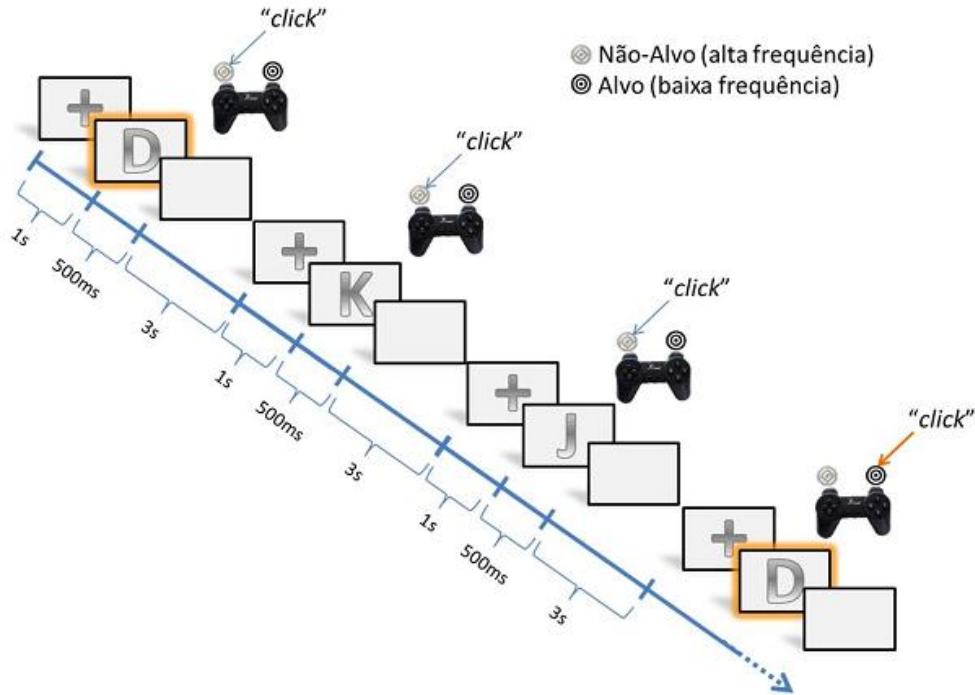 “click”
Não-Alvo (alta frequência)
Alvo (baixa frequência)
+
D
“click”
+
K
“click”
+
J
“click”
+
D
1s
500ms
3s
1s
500ms
3s
1s
500ms
3s